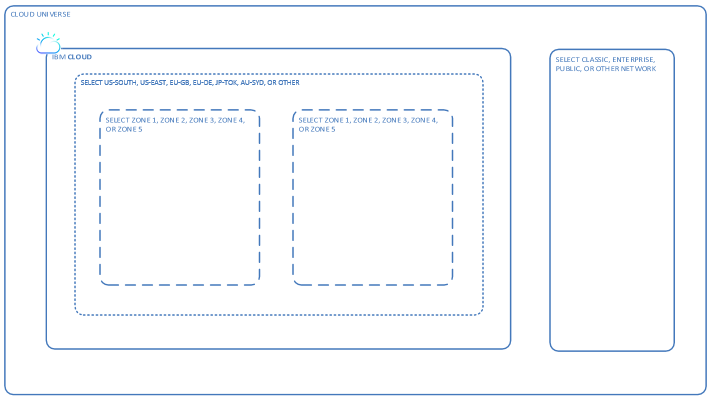 CLOUD UNIVERSE
IBM CLOUD
SELECT US-SOUTH, US-EAST, EU-GB, EU-DE, JP-TOK, AU-SYD, OR OTHER
SELECT ZONE 1, ZONE 2, ZONE 3, ZONE 4,
OR ZONE 5
SELECT ZONE 1, ZONE 2, ZONE 3, ZONE 4,
OR ZONE 5
SELECT CLASSIC, ENTERPRISE,
PUBLIC, OR OTHER NETWORK